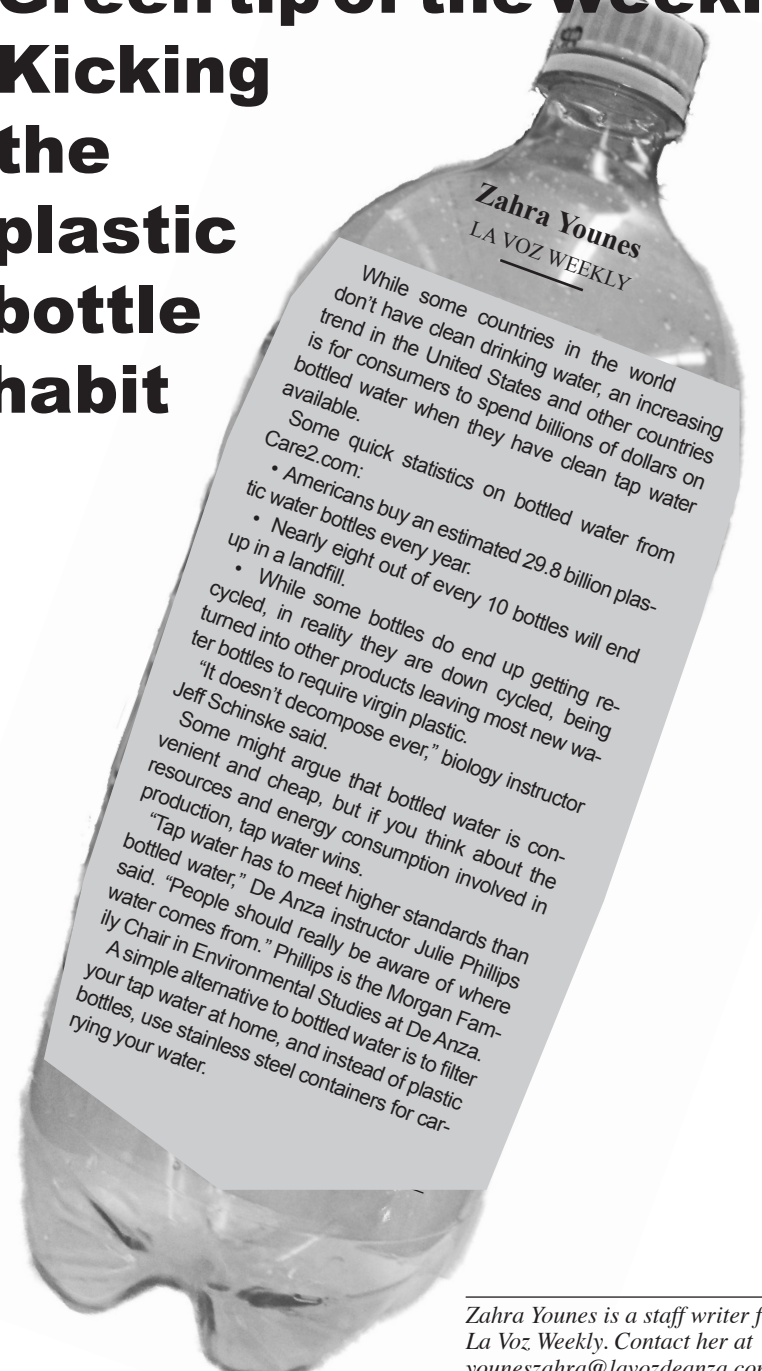 Green tip of the week:
Kicking
the
plastic
bottle
habit
Zahra Younes
LA VOZ WEEKLY
While some countries in the world
don’t have clean drinking water, an increasing
trend in the United States and other countries
is for consumers to spend billions of dollars on
bottled water when they have clean tap water
available.
Some quick statistics on bottled water from
Care2.com:
• Americans buy an estimated 29.8 billion plas-
tic water bottles every year.
• Nearly eight out of every 10 bottles will end
up in a landfill.
• While some bottles do end up getting re-
cycled, in reality they are down cycled, being
turned into other products leaving most new wa-
ter bottles to require virgin plastic.
“It doesn’t decompose ever,” biology instructor
Jeff Schinske said.
Some might argue that bottled water is con-
venient and cheap, but if you think about the
resources and energy consumption involved in
production, tap water wins.
“Tap water has to meet higher standards than
bottled water,” De Anza instructor Julie Phillips
said. “People should really be aware of where
water comes from.” Phillips is the Morgan Fam-
ily Chair in Environmental Studies at De Anza.
A simple alternative to bottled water is to filter
your tap water at home, and instead of plastic
bottles, use stainless steel containers for car-
rying your water.
Zahra Younes is a staff writer f
La Voz Weekly. Contact her at
youneszahra@lavozdeanza.com